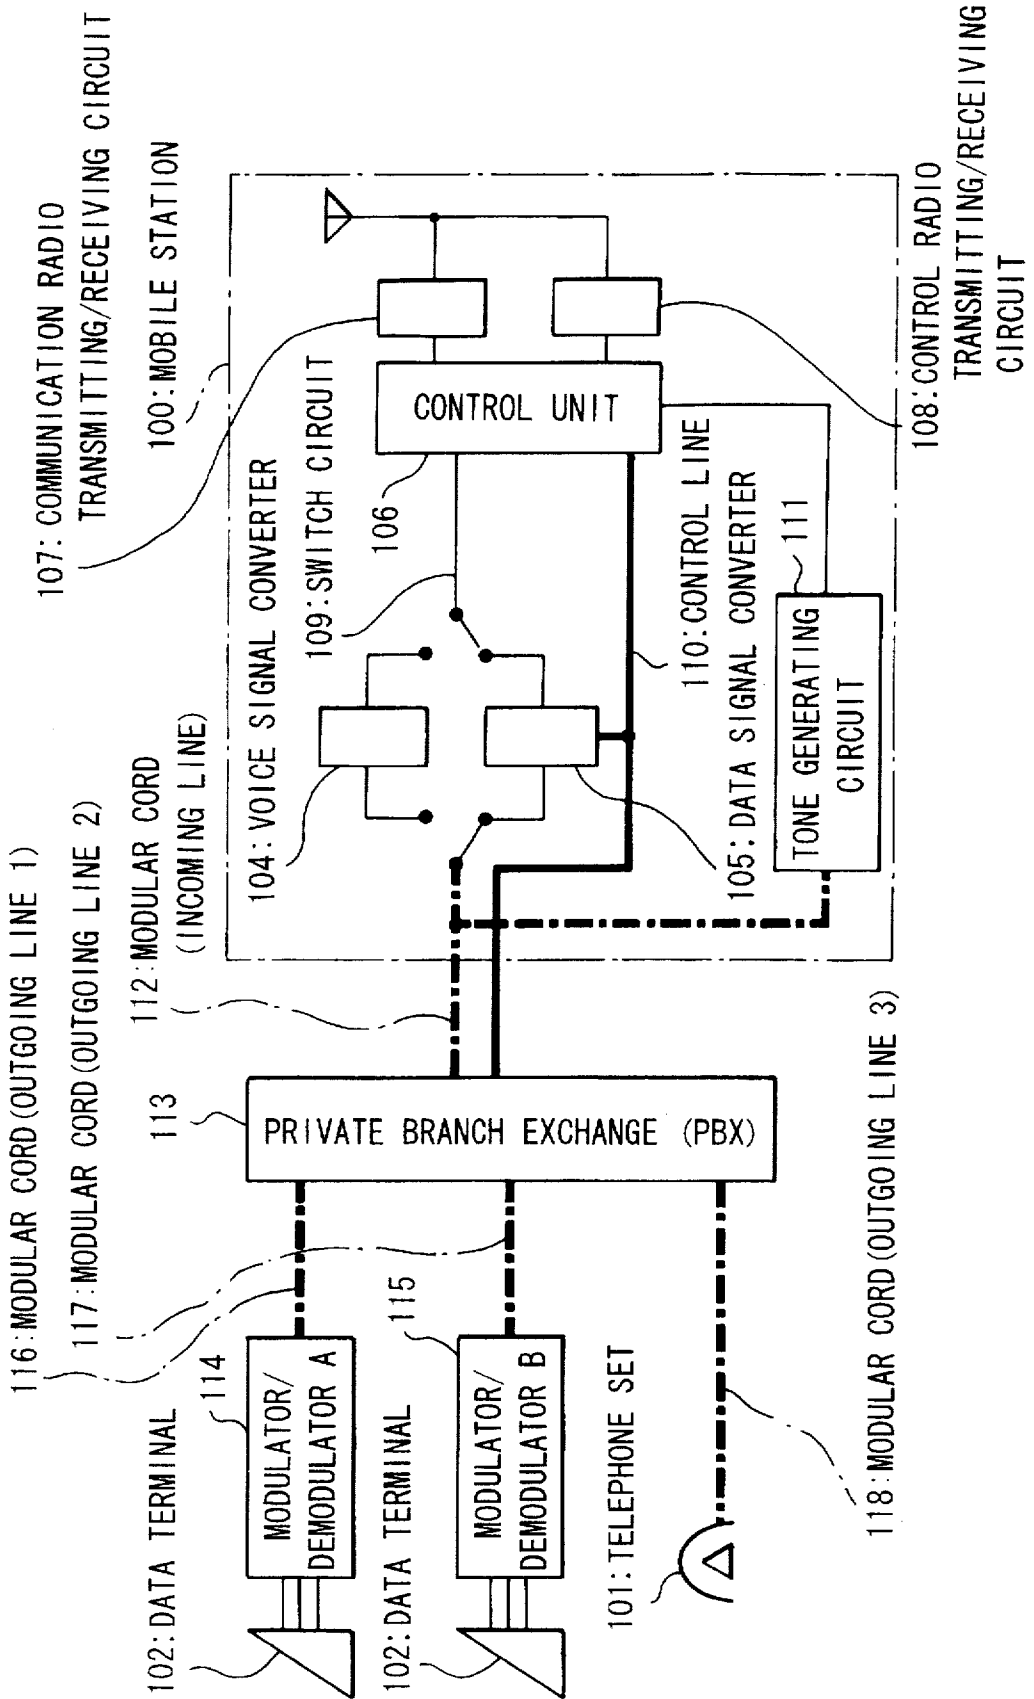 116:MODULAR CORD(OUTGOING LINE 1)
117:MODULAR CORD(OUTGOING LINE 2)
107:COMMUNICATION RADIO
TRANSMITTING/RECEIVING CIRCUIT
112:MODULAR CORD
(INCOMING LINE)
100:MOBILE STATION
102:DATA TERMINAL
114
MODULATOR/
DEMODULATOR A
113
PRIVATE BRANCH EXCHANGE (PBX)
104:VOICE SIGNAL CONVERTER
109:SWITCH CIRCUIT
106
CONTROL UNIT
102:DATA TERMINAL
115
MODULATOR/
DEMODULATOR B
110:CONTROL LINE
105:DATA SIGNAL CONVERTER
111
TONE GENERATING
CIRCUIT
101:TELEPHONE SET
118:MODULAR CORD(OUTGOING LINE 3)
108:CONTROL RADIO
TRANSMITTING/RECEIVING
CIRCUIT